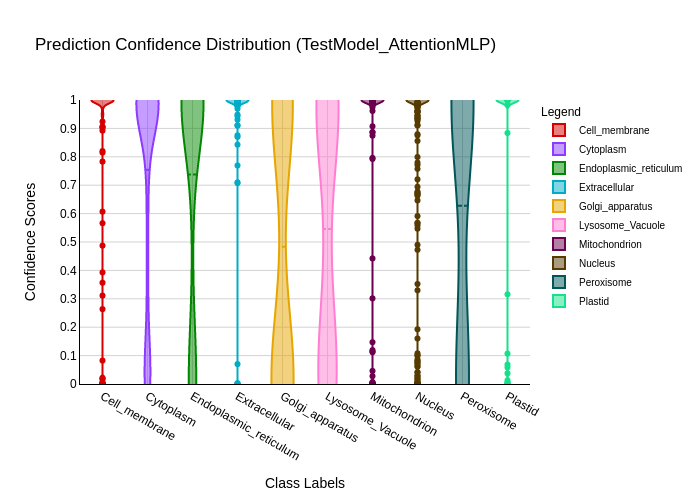 Prediction Confidence Distribution (TestModel_AttentionMLP)
Legend
Cell_membrane
Cytoplasm
Endoplasmic_reticulum
Extracellular
Golgi_apparatus
Lysosome_Vacuole
Mitochondrion
Nucleus
Peroxisome
Plastid
Confidence Scores
1
0.9
0.8
0.7
0.6
0.5
0.4
0.3
0.2
0.1
0
Cell_membrane
Cytoplasm
Endoplasmic_reticulum
Extracellular
Golgi_apparatus
Lysosome_Vacuole
Mitochondrion
Nucleus
Peroxisome
Plastid
Class Labels